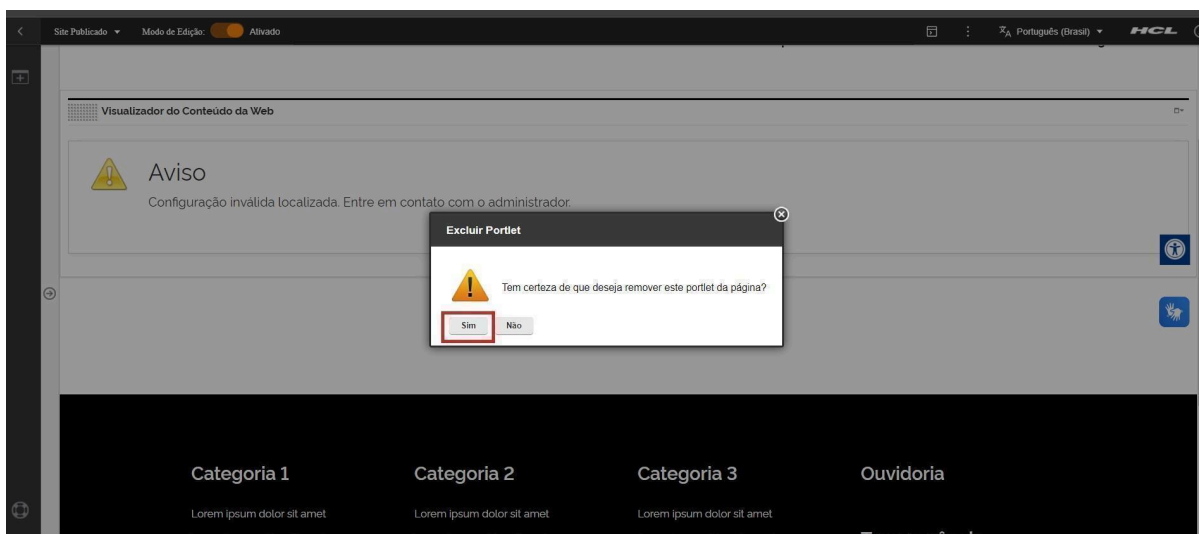 Site Publicado
Modo de Edição:
Ativado
Português (Brasil)
HCL
Visualizador do Conteúdo da Web
Aviso
Configuração inválida localizada. Entre em contato com o administrador.
Excluir Portlet
Tem certeza de que deseja remover este portlet da página?
Sim
Não
Categoria 1
Categoria 2
Categoria 3
Ouvidoria
Lorem ipsum dolor sit amet
Lorem ipsum dolor sit amet
Lorem ipsum dolor sit amet